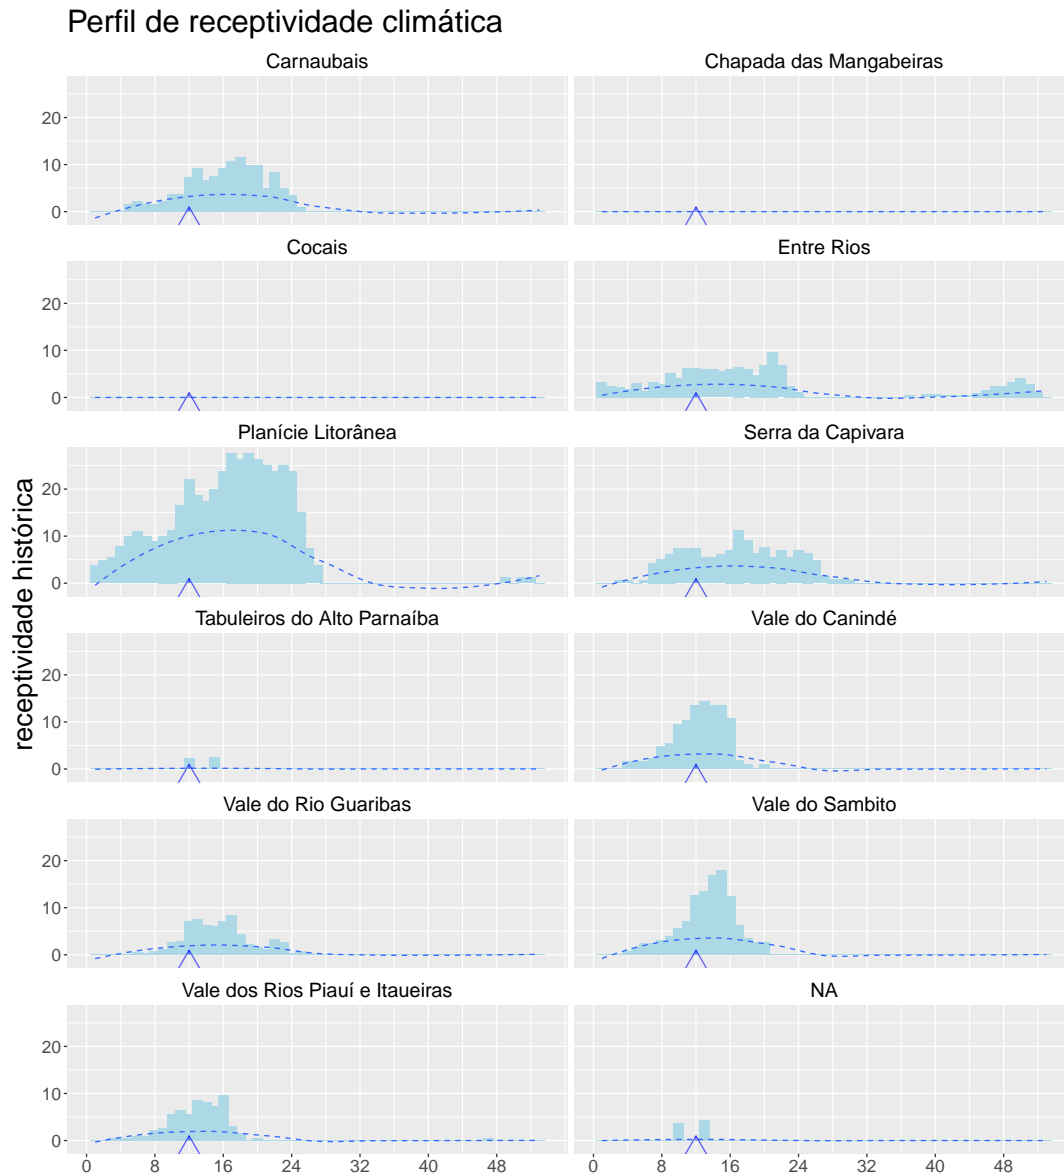 Perfil de receptividade climática
Carnaubais
Chapada das Mangabeiras
20
10
0
Cocais
Entre Rios
20
10
0
Planície Litorânea
Serra da Capivara
20
10
0
receptividade histórica
Tabuleiros do Alto Parnaíba
Vale do Canindé
20
10
0
Vale do Rio Guaribas
Vale do Sambito
20
10
0
Vale dos Rios Piauí e Itaueiras
NA
20
10
0
0 8 16 24 32 40 48
0 8 16 24 32 40 48